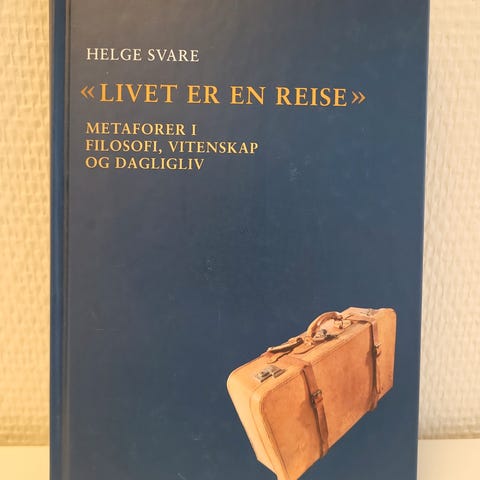 HELGE SVARE
«LIVET ER EN REISE»
METAFORER I
FILOSOFI, VITENSKAP
OG DAGLIGLIV